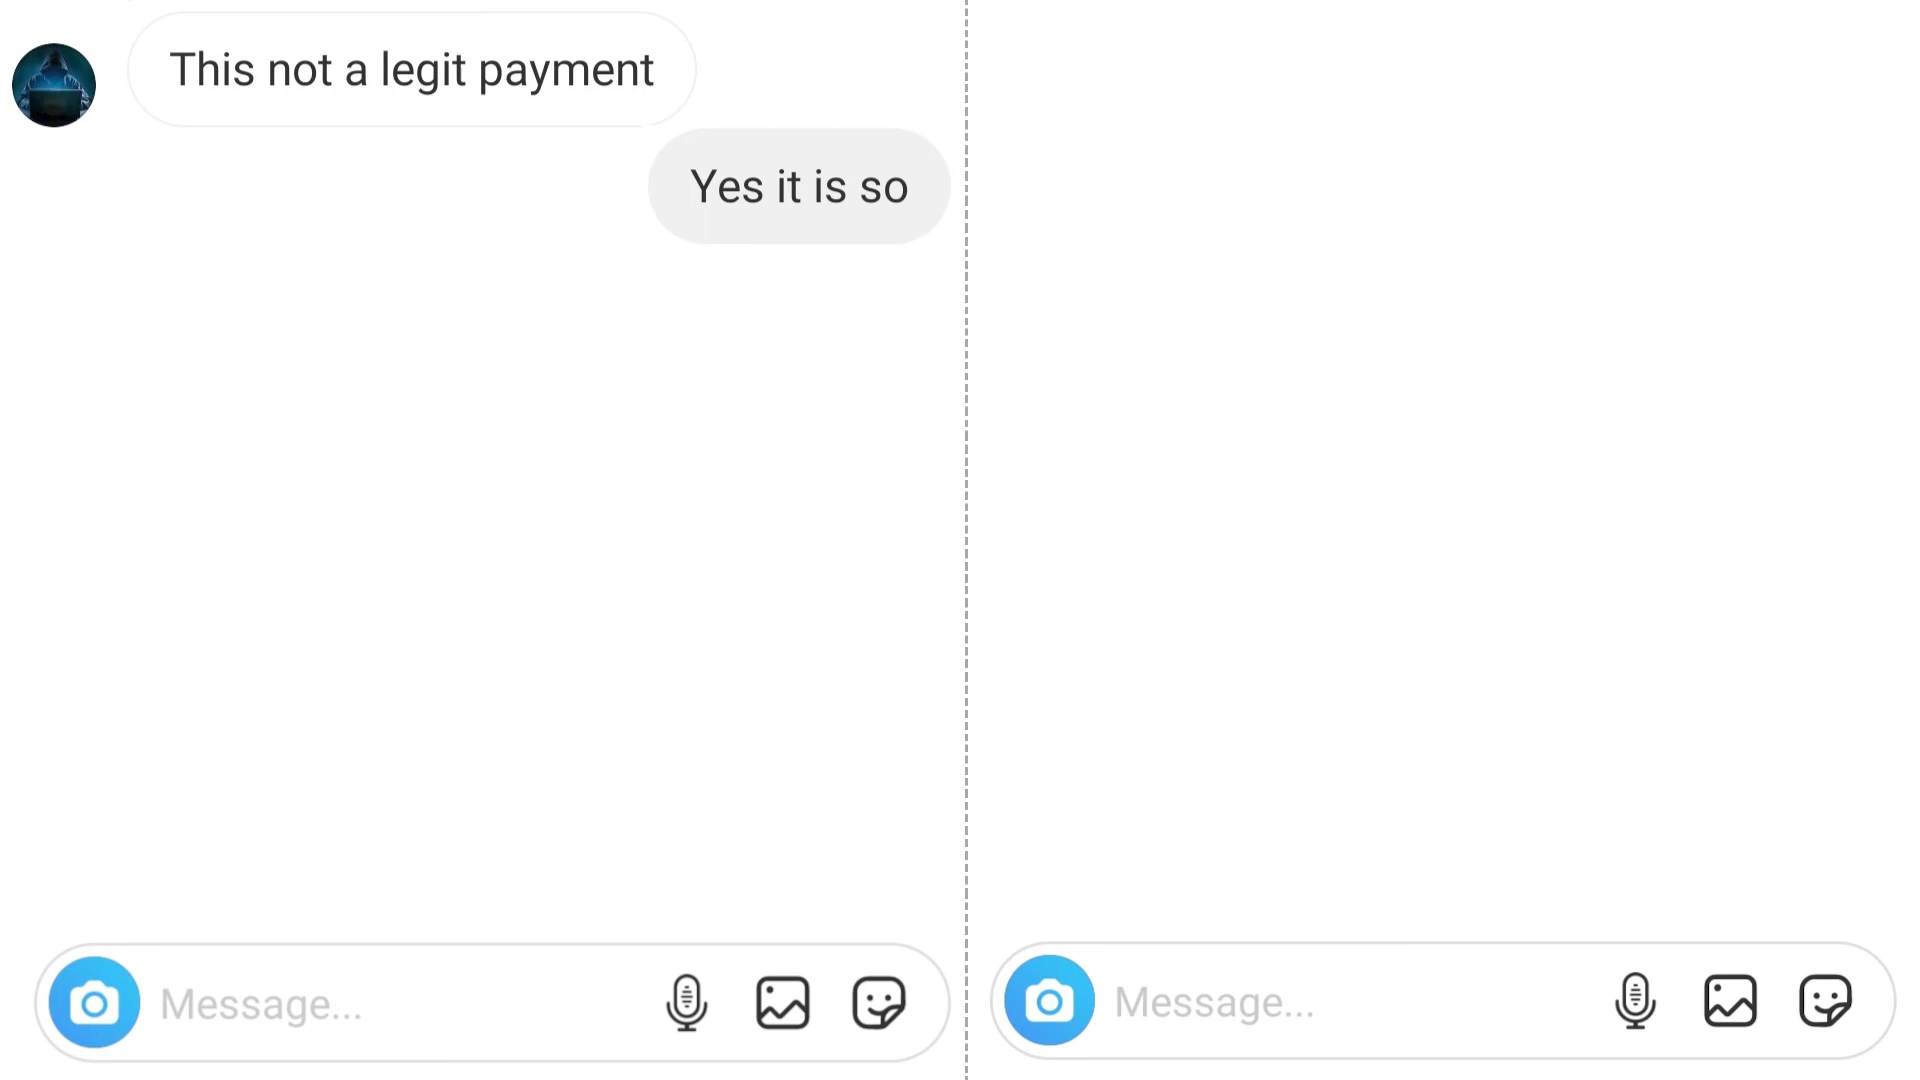 This not a legit payment
Yes it is so
Message...
Message...